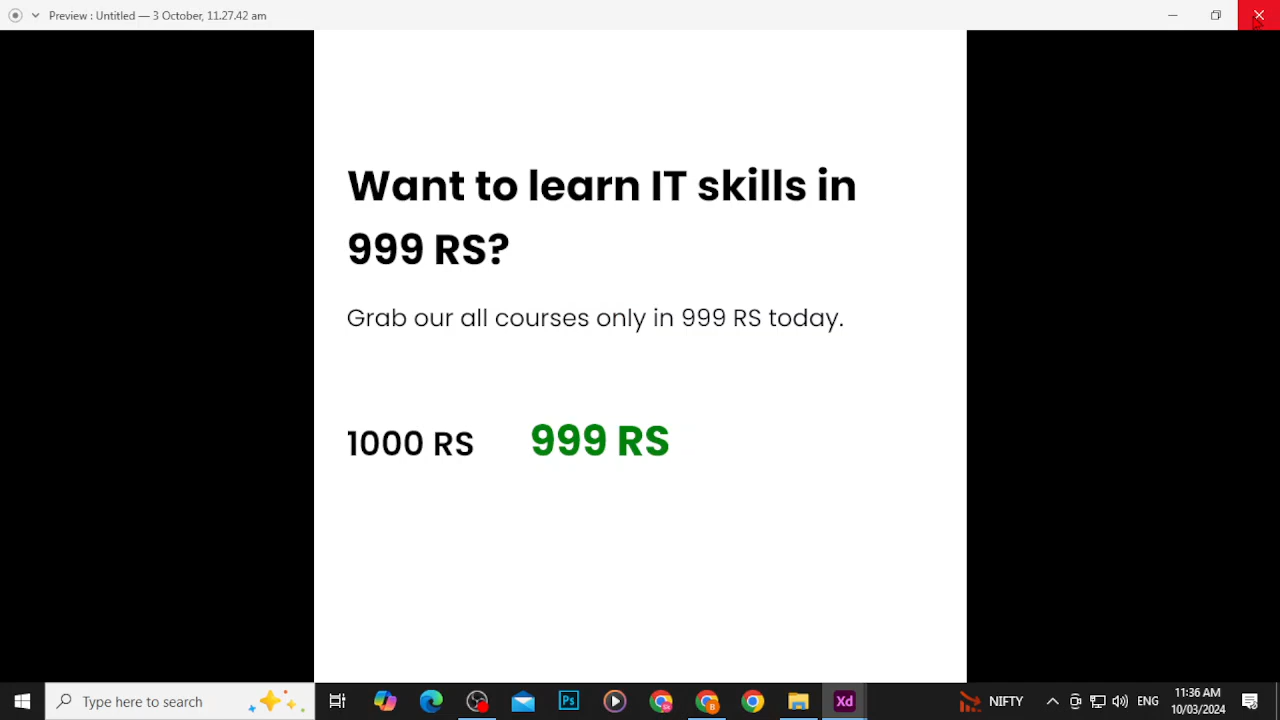 Preview : Untitled — 3 October, 11.27.42 am
Want to learn IT skills in
999 RS?
Grab our all courses only in 999 RS today.
1000 RS 999 RS
Type here to search
Ps
Xd
NIFTY
ENG
11:36 AM
10/03/2024